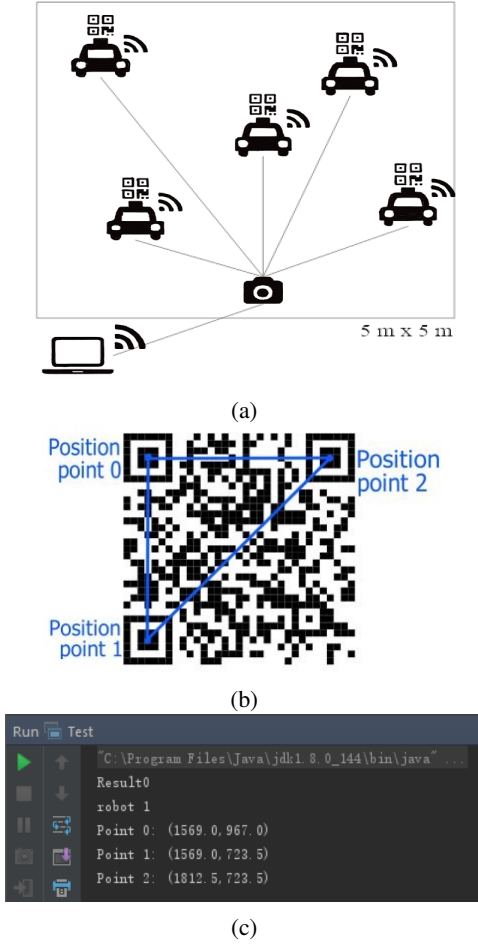 5 m x 5 m
(a)
Position
point 0
Position
point 2
Position
point 1
(b)
Run Test
"C:\Program Files\Java\jdk1.8.0_144\bin\java" ...
Result0
robot 1
Point 0: (1569.0,967.0)
Point 1: (1569.0,723.5)
Point 2: (1812.5,723.5)
(c)